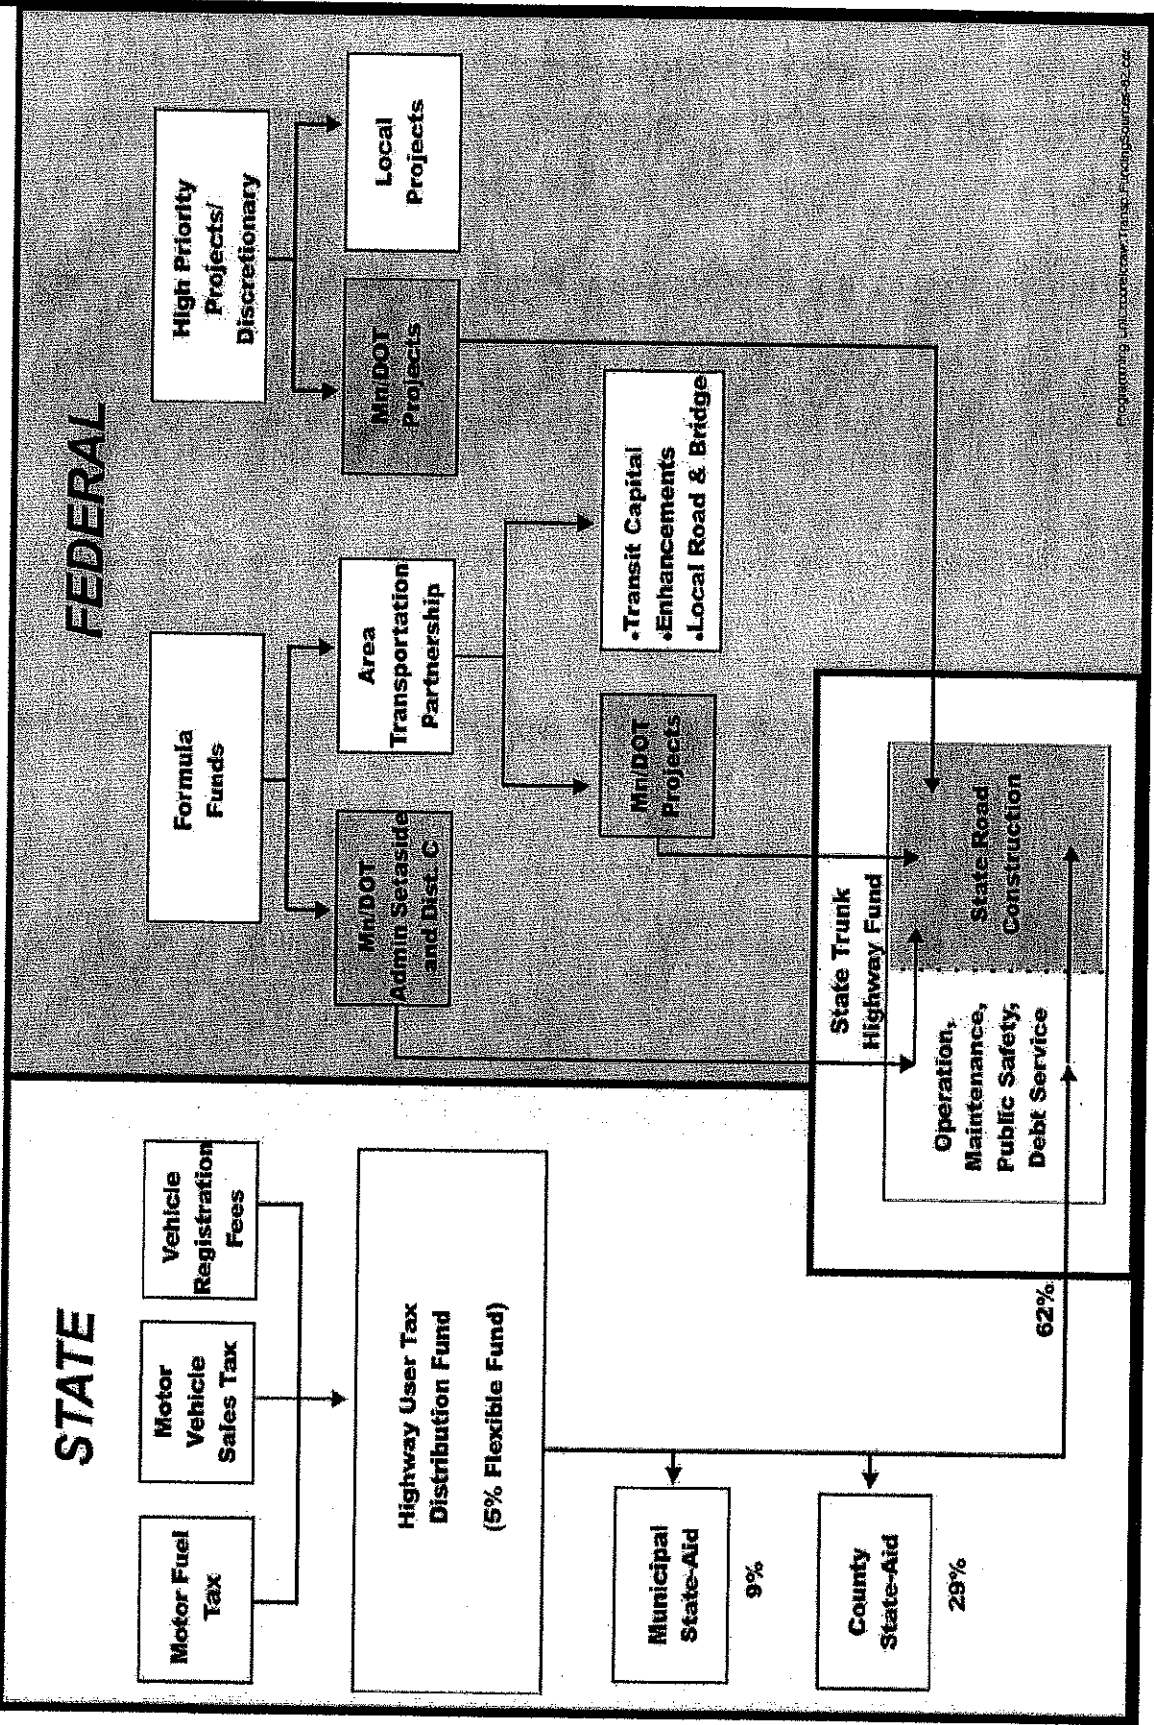 STATE
FEDERAL
Motor Fuel
Tax
Motor
Vehicle
Sales Tax
Vehicle
Registration
Fees
Highway User Tax
Distribution Fund
(5% Flexible Fund)
Municipal
State-Aid
9%
County
State-Aid
29%
62%
Formula
Funds
High Priority
Projects/
Discretionary
Mn/DOT
Admin Setaside
and Dist. C
Area
Transportation
Partnership
Mn/DOT
Projects
Local
Projects
Mn/DOT
Projects
•Transit Capital
•Enhancements
•Local Road & Bridge
State Trunk
Highway Fund
Operation,
Maintenance,
Public Safety,
Debt Service
State Road
Construction
Programming